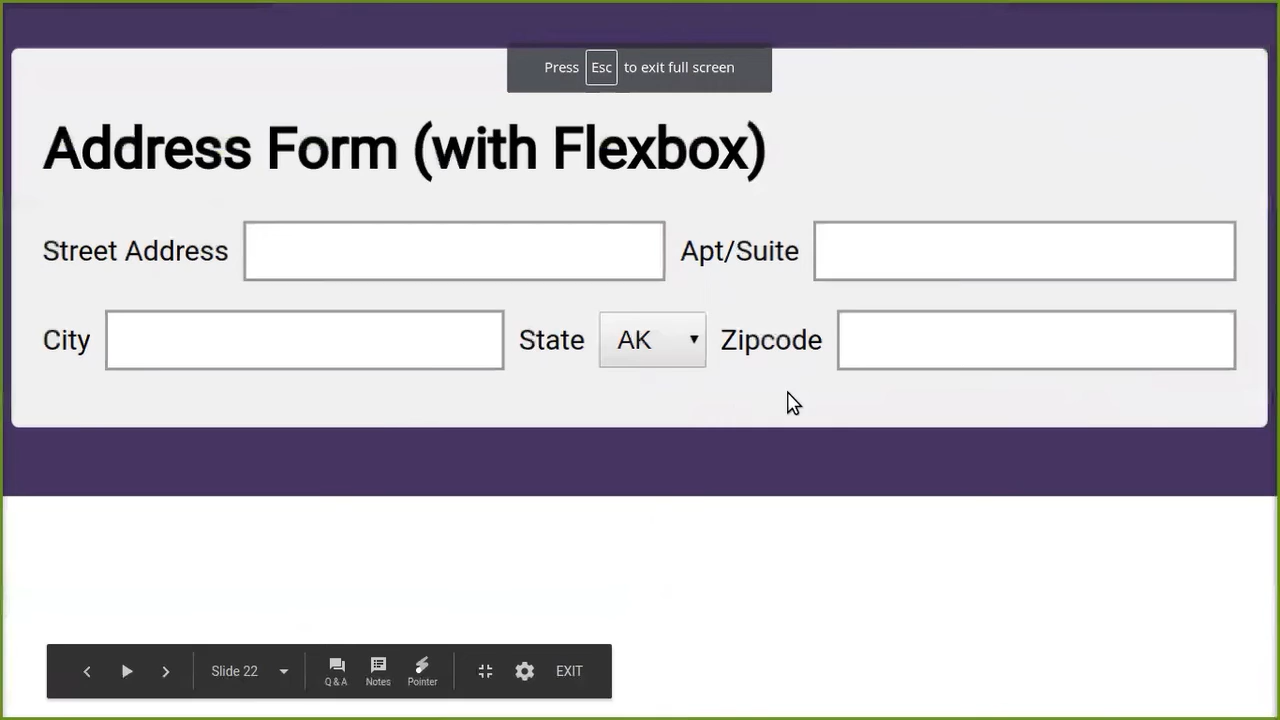 Press Esc to exit full screen
Address Form (with Flexbox)
Street Address Apt/Suite
City State AK Zipcode
Slide 22 Q & A Notes Pointer EXIT